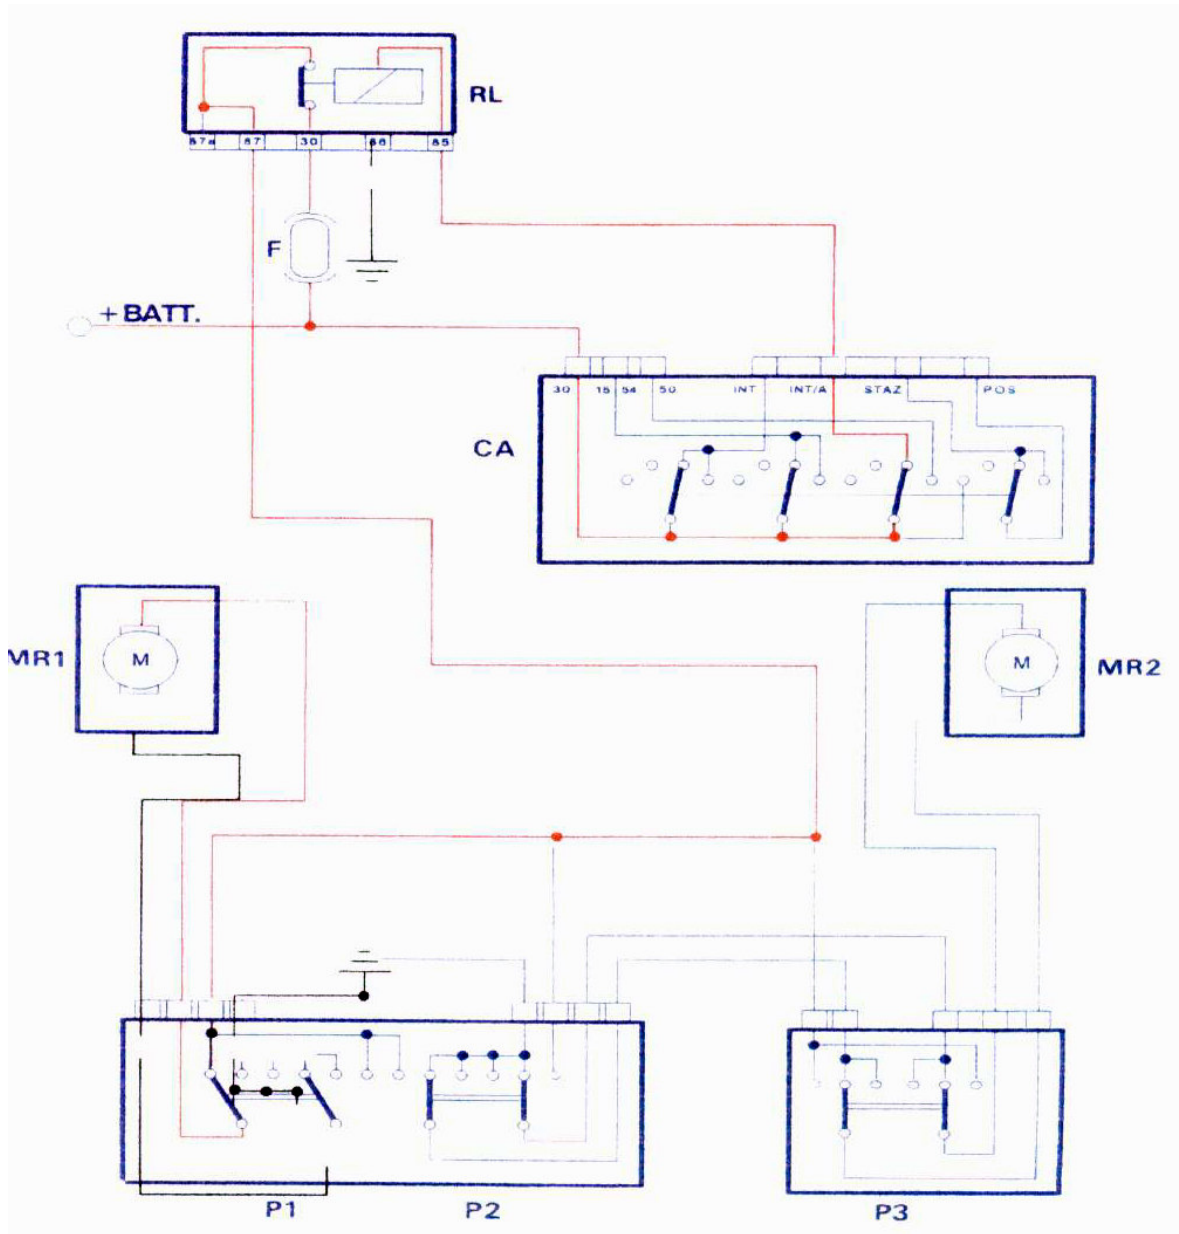 RL
87a 87 30 86 85
F
+BATT.
30 15 54 50 INT INT/A STAZ POS
CA
M
MR1
M
MR2
P1 P2 P3